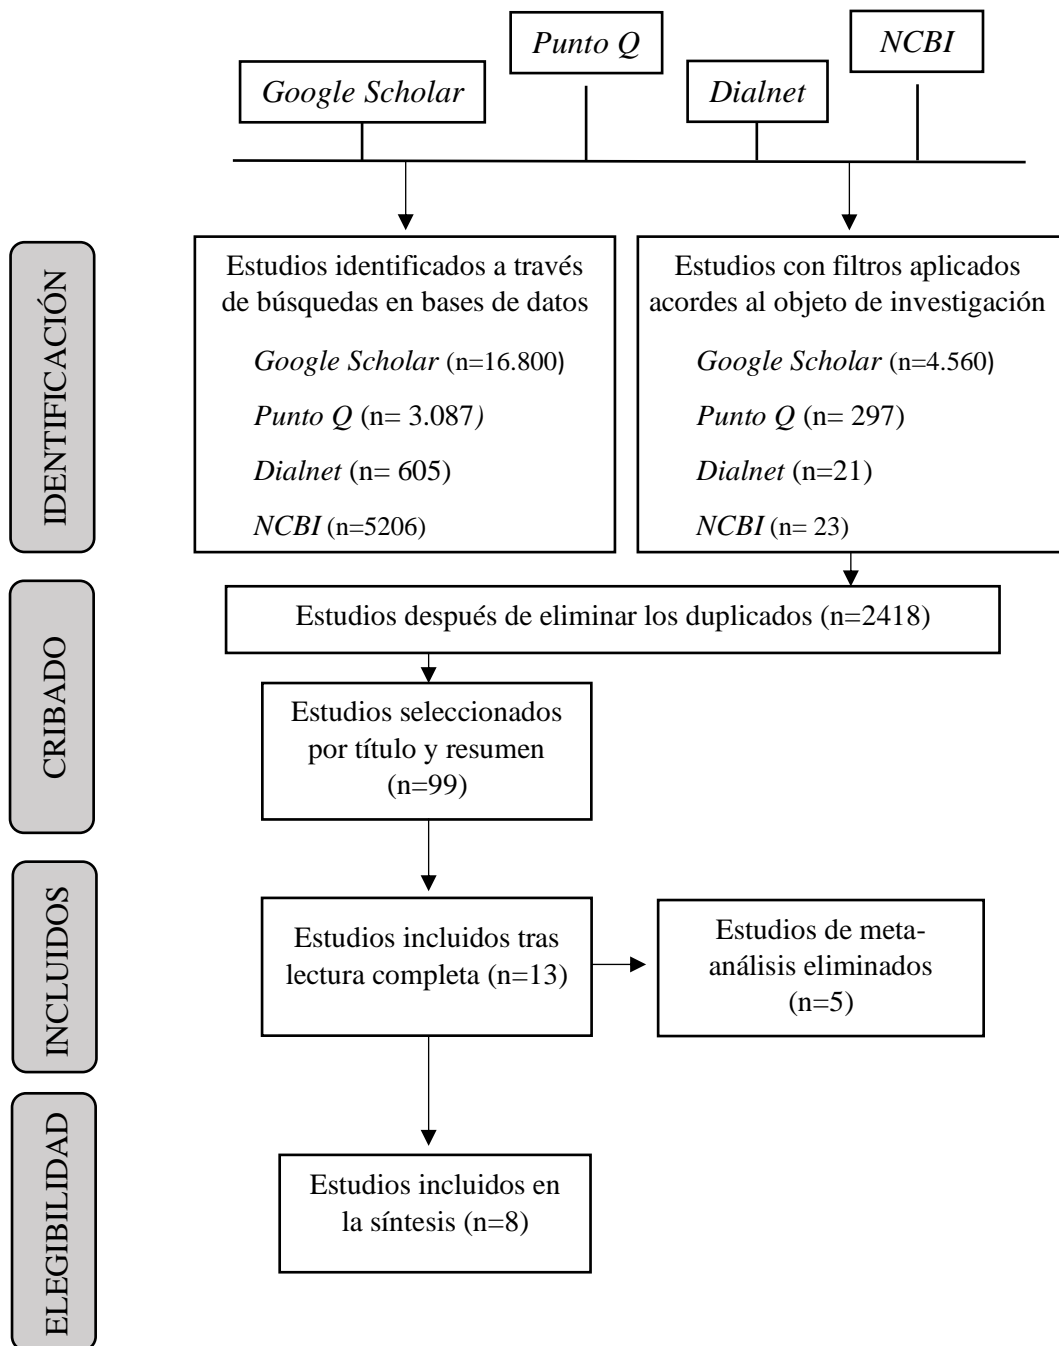 Punto Q
NCBI
Google Scholar
Dialnet
IDENTIFICACIÓN
Estudios identificados a través
de búsquedas en bases de datos
Google Scholar (n=16.800)
Punto Q (n= 3.087)
Dialnet (n= 605)
NCBI (n=5206)
Estudios con filtros aplicados
acordes al objeto de investigación
Google Scholar (n=4.560)
Punto Q (n= 297)
Dialnet (n=21)
NCBI (n= 23)
CRIBADO
Estudios después de eliminar los duplicados (n=2418)
Estudios seleccionados
por título y resumen
(n=99)
INCLUIDOS
Estudios incluidos tras
lectura completa (n=13)
Estudios de meta-
análisis eliminados
(n=5)
ELEGIBILIDAD
Estudios incluidos en
la síntesis (n=8)